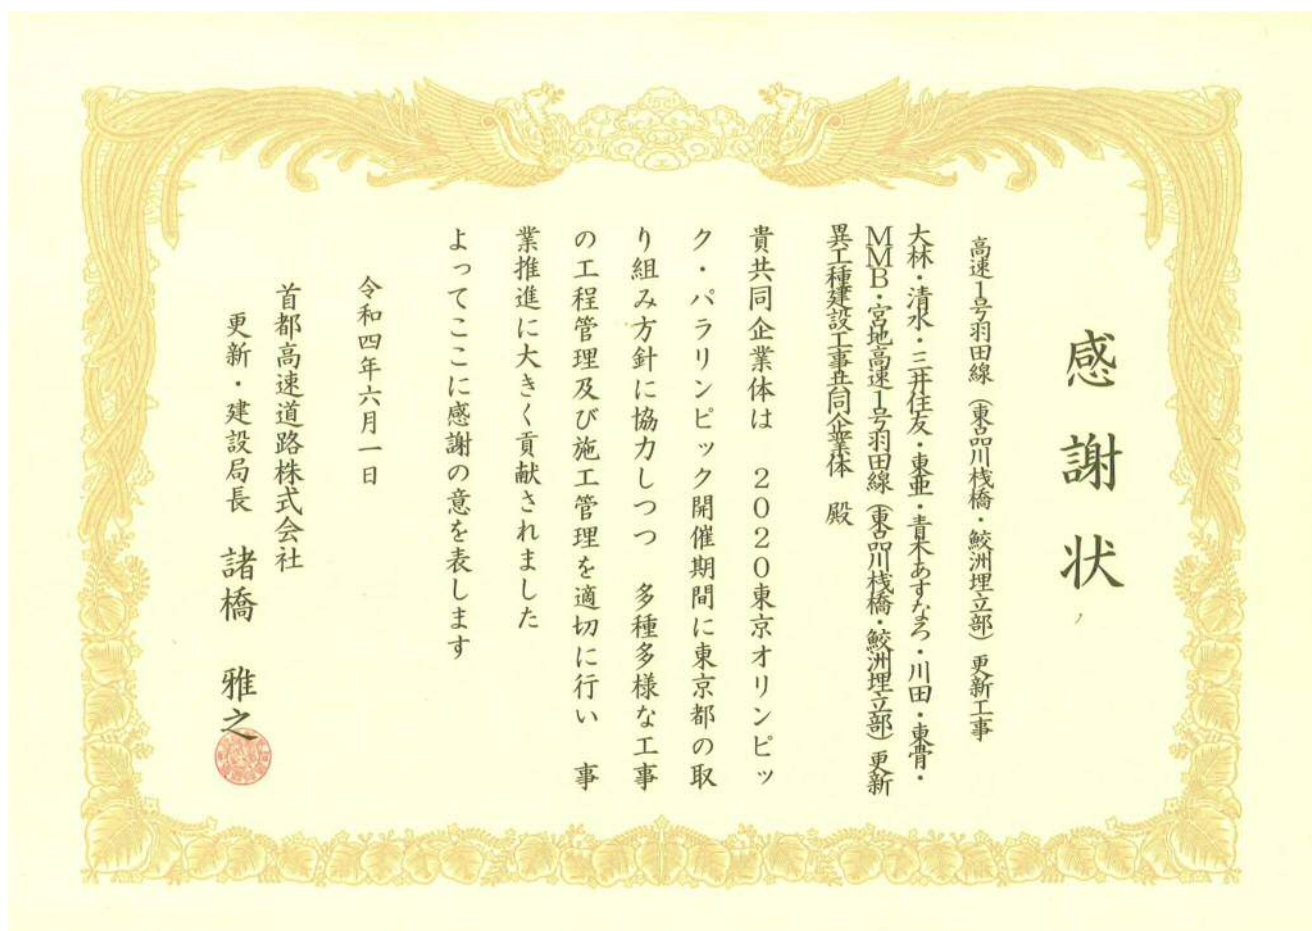 感謝状
高速1号羽田線（東品川桟橋・鮫洲埋立部）更新工事
大林・清水・三井住友・東亜・青木あすなろ・川田・東骨・
MMB・宮地高速1号羽田線（東品川桟橋・鮫洲埋立部）更新
異工種建設工事共同企業体　殿
貴共同企業体は　2020東京オリンピッ
ク・パラリンピック開催期間に東京都の取
り組み方針に協力しつつ　多種多様な工事
の工程管理及び施工管理を適切に行い　事
業推進に大きく貢献されました
よってここに感謝の意を表します
令和四年六月一日
首都高速道路株式会社
更新・建設局長　諸橋　雅之